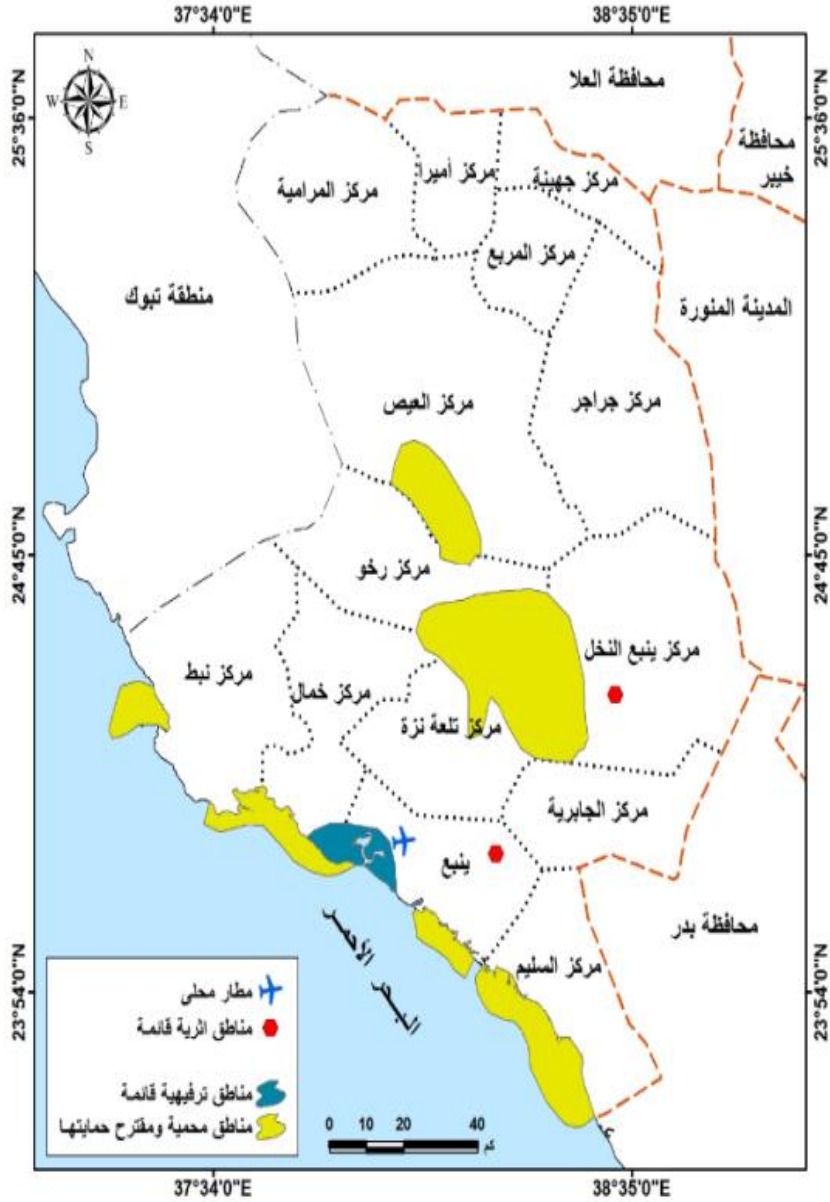 37°34'0"E
38°35'0"E
N
W
E
S
25°36'0"N
25°36'0"N
محافظة العلا
محافظة
خيبر
مركز المرامية
مركز أميرا
مركز جهينة
مركز المربع
منطقة تبوك
المدينة المنورة
مركز العيص
مركز جراجر
24°45'0"N
24°45'0"N
مركز رخو
مركز ينبع النخل
مركز نبط
مركز خمال
مركز تلعة نزة
مركز الجابرية
ينبع
محافظة بدر
مركز السليم
البحر
الأحمر
23°54'0"N
23°54'0"N
مطار محلي
مناطق اثرية قائمة
مناطق ترفيهية قائمة
مناطق محمية ومقترح حمايتها
0 10 20 40
كم
37°34'0"E
38°35'0"E